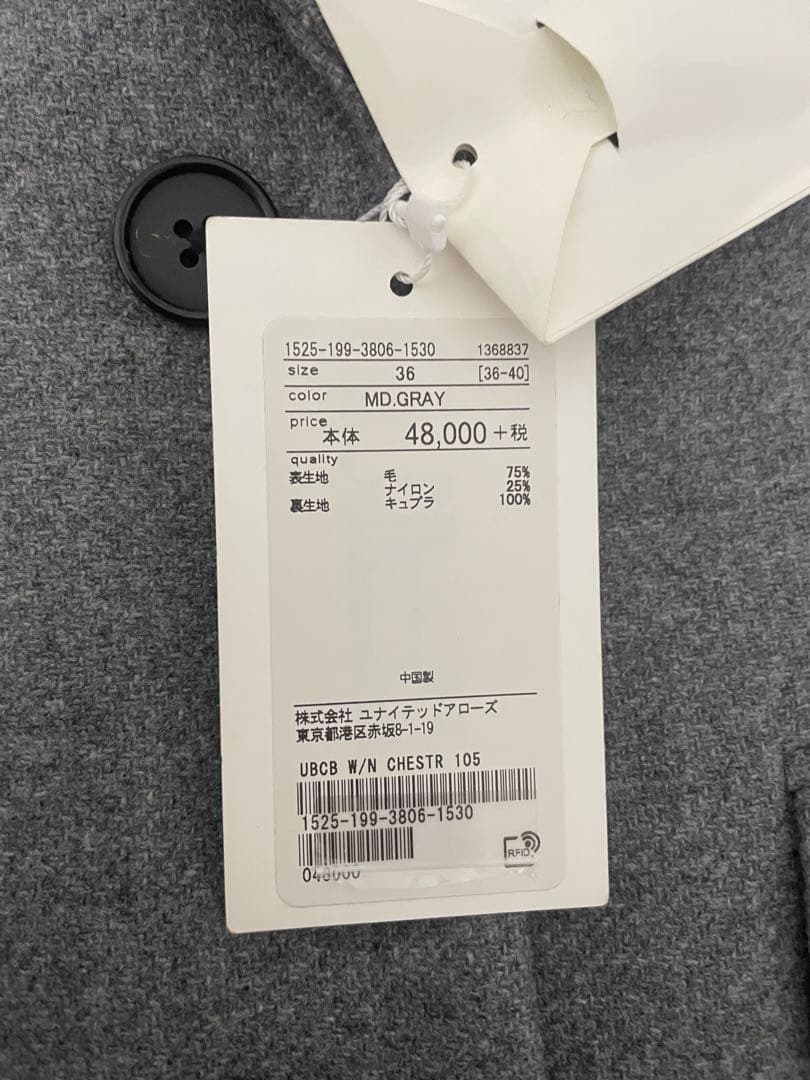 1525-199-3806-1530 1368837
size 36 [36-40]
color MD.GRAY
price 本体 48,000+税
quality
表生地 毛 75%
ナイロン 25%
裏生地 キュプラ 100%
中国製
株式会社 ユナイテッドアローズ
東京都港区赤坂8-1-19
UBCB W/N CHESTR 105
1525-199-3806-1530
RFID
048000